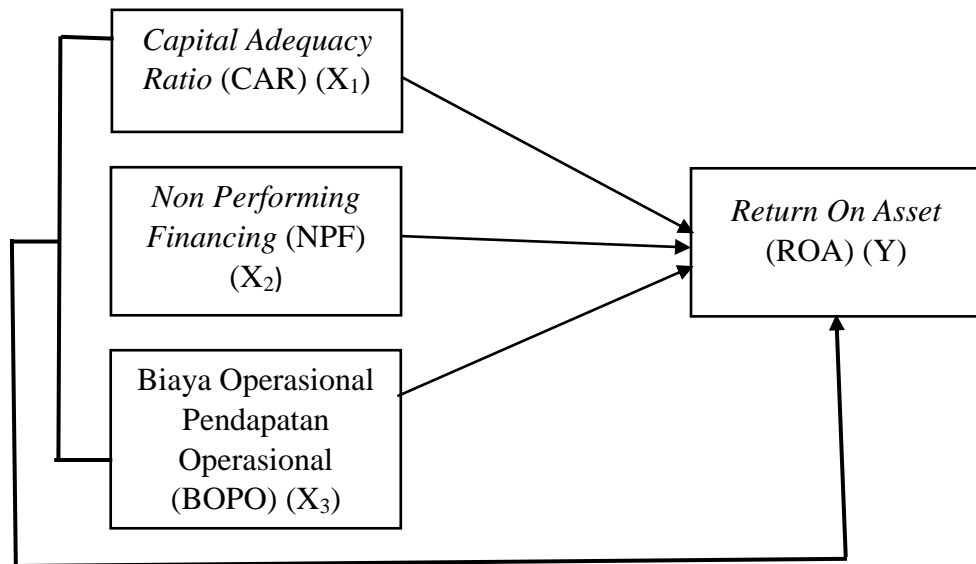 Capital Adequacy
Ratio (CAR) (X₁)
Non Performing
Financing (NPF)
(X₂)
Return On Asset
(ROA) (Y)
Biaya Operasional
Pendapatan
Operasional
(BOPO) (X₃)